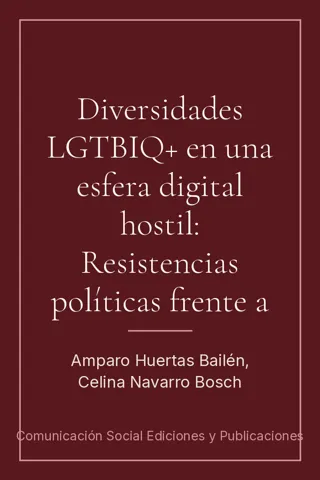 Diversidades
LGTBIQ+ en una
esfera digital
hostil:
Resistencias
políticas frente a
Amparo Huertas Bailén,
Celina Navarro Bosch
Comunicación Social Ediciones y Publicaciones